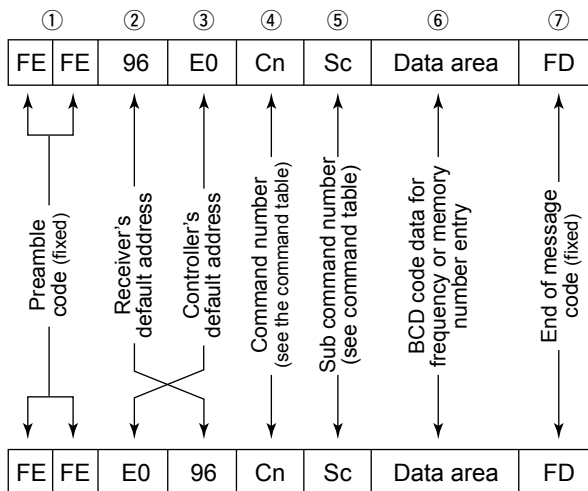 ① ② ③ ④ ⑤ ⑥ ⑦
FE FE 96 E0 Cn Sc Data area FD
Preamble
code (fixed)
Receiver's
default address
Controller's
default address
Command number
(see the command table)
Sub command number
(see command table)
BCD code data for
frequency or memory
number entry
End of message
code (fixed)
FE FE E0 96 Cn Sc Data area FD